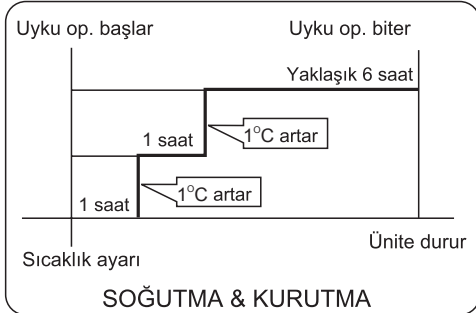 Uyku op. başlar Uyku op. biter
Yaklaşık 6 saat
1 saat 1°C artar
1 saat 1°C artar
Sıcaklık ayarı Ünite durur
SOĞUTMA & KURUTMA